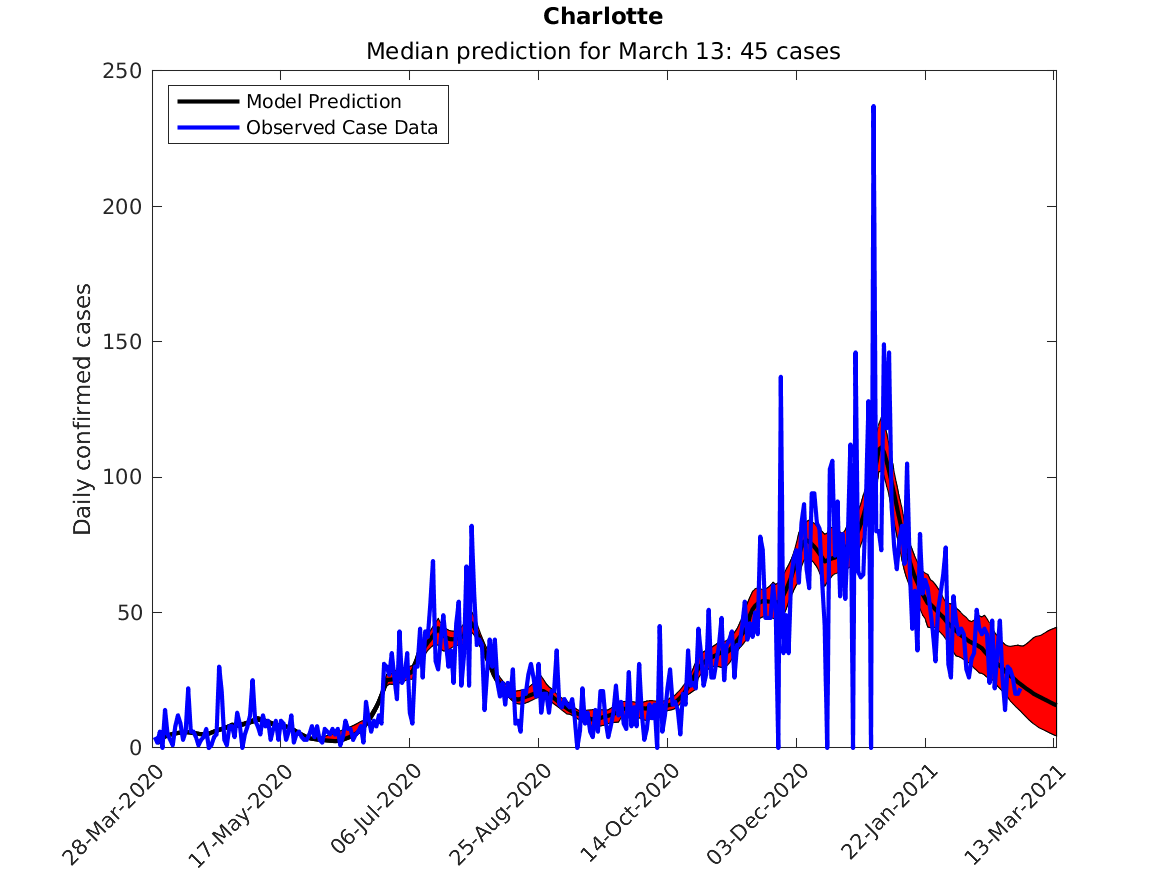 Charlotte
Median prediction for March 13: 45 cases
250
Model Prediction
Observed Case Data
200
150
Daily confirmed cases
100
50
0
28-Mar-2020
17-May-2020
06-Jul-2020
25-Aug-2020
14-Oct-2020
03-Dec-2020
22-Jan-2021
13-Mar-2021